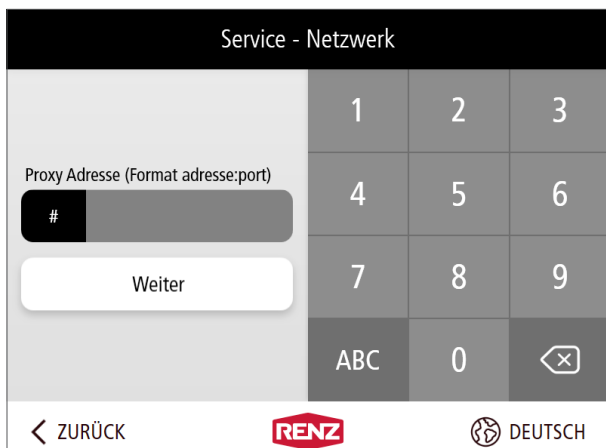 Service - Netzwerk
Proxy Adresse (Format adresse:port)
#
Weiter
1 2 3
4 5 6
7 8 9
ABC 0
ZURÜCK RENZ DEUTSCH